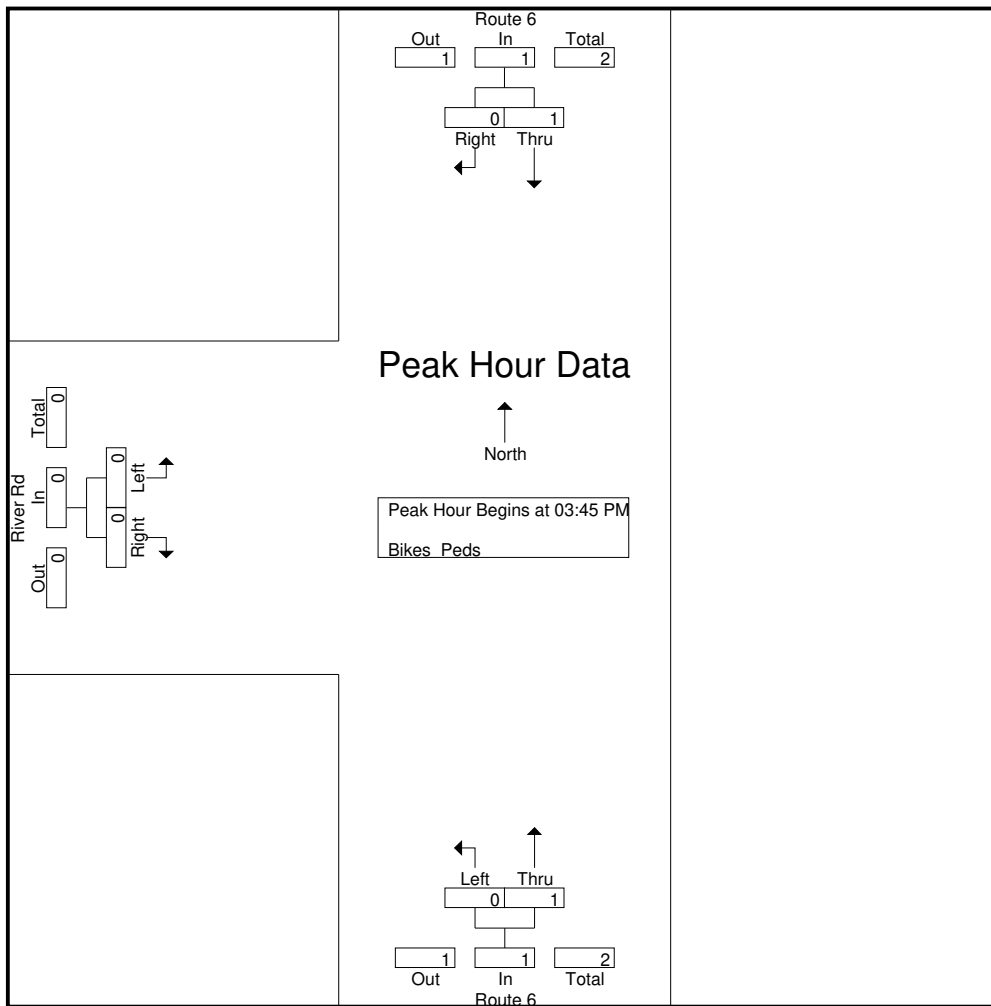 Route 6
Out In Total
1 1 2
0 1
Right Thru
Peak Hour Data
North
Peak Hour Begins at 03:45 PM
Bikes Peds
River Rd
Out In Total
0 0 0
Right Left
0 0
Left Thru
0 1
1 1 2
Out In Total
Route 6